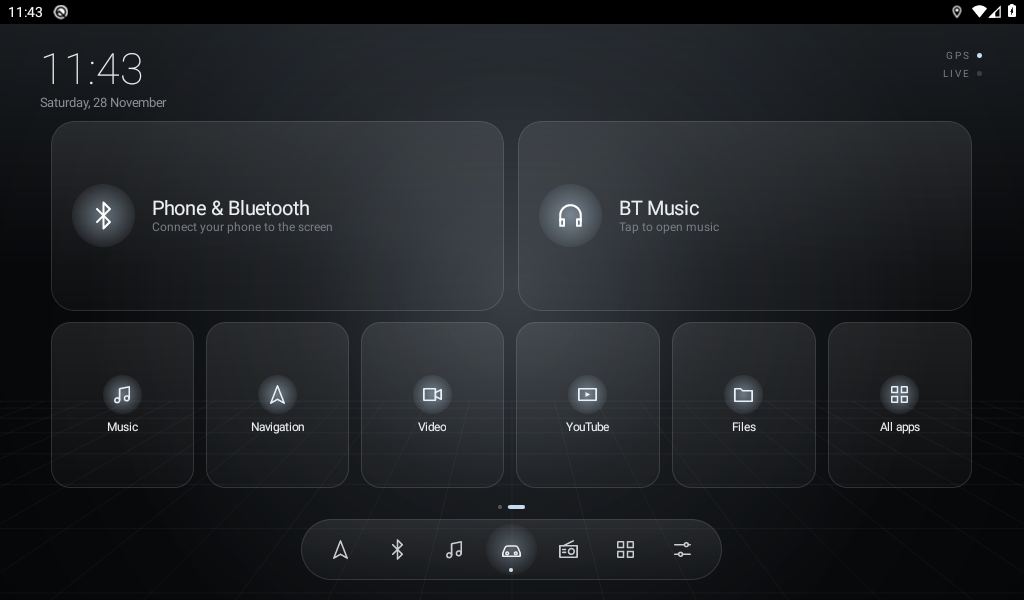 11:43
11:43
Saturday, 28 November
GPS
LIVE
Phone & Bluetooth
Connect your phone to the screen
BT Music
Tap to open music
Music
Navigation
Video
YouTube
Files
All apps